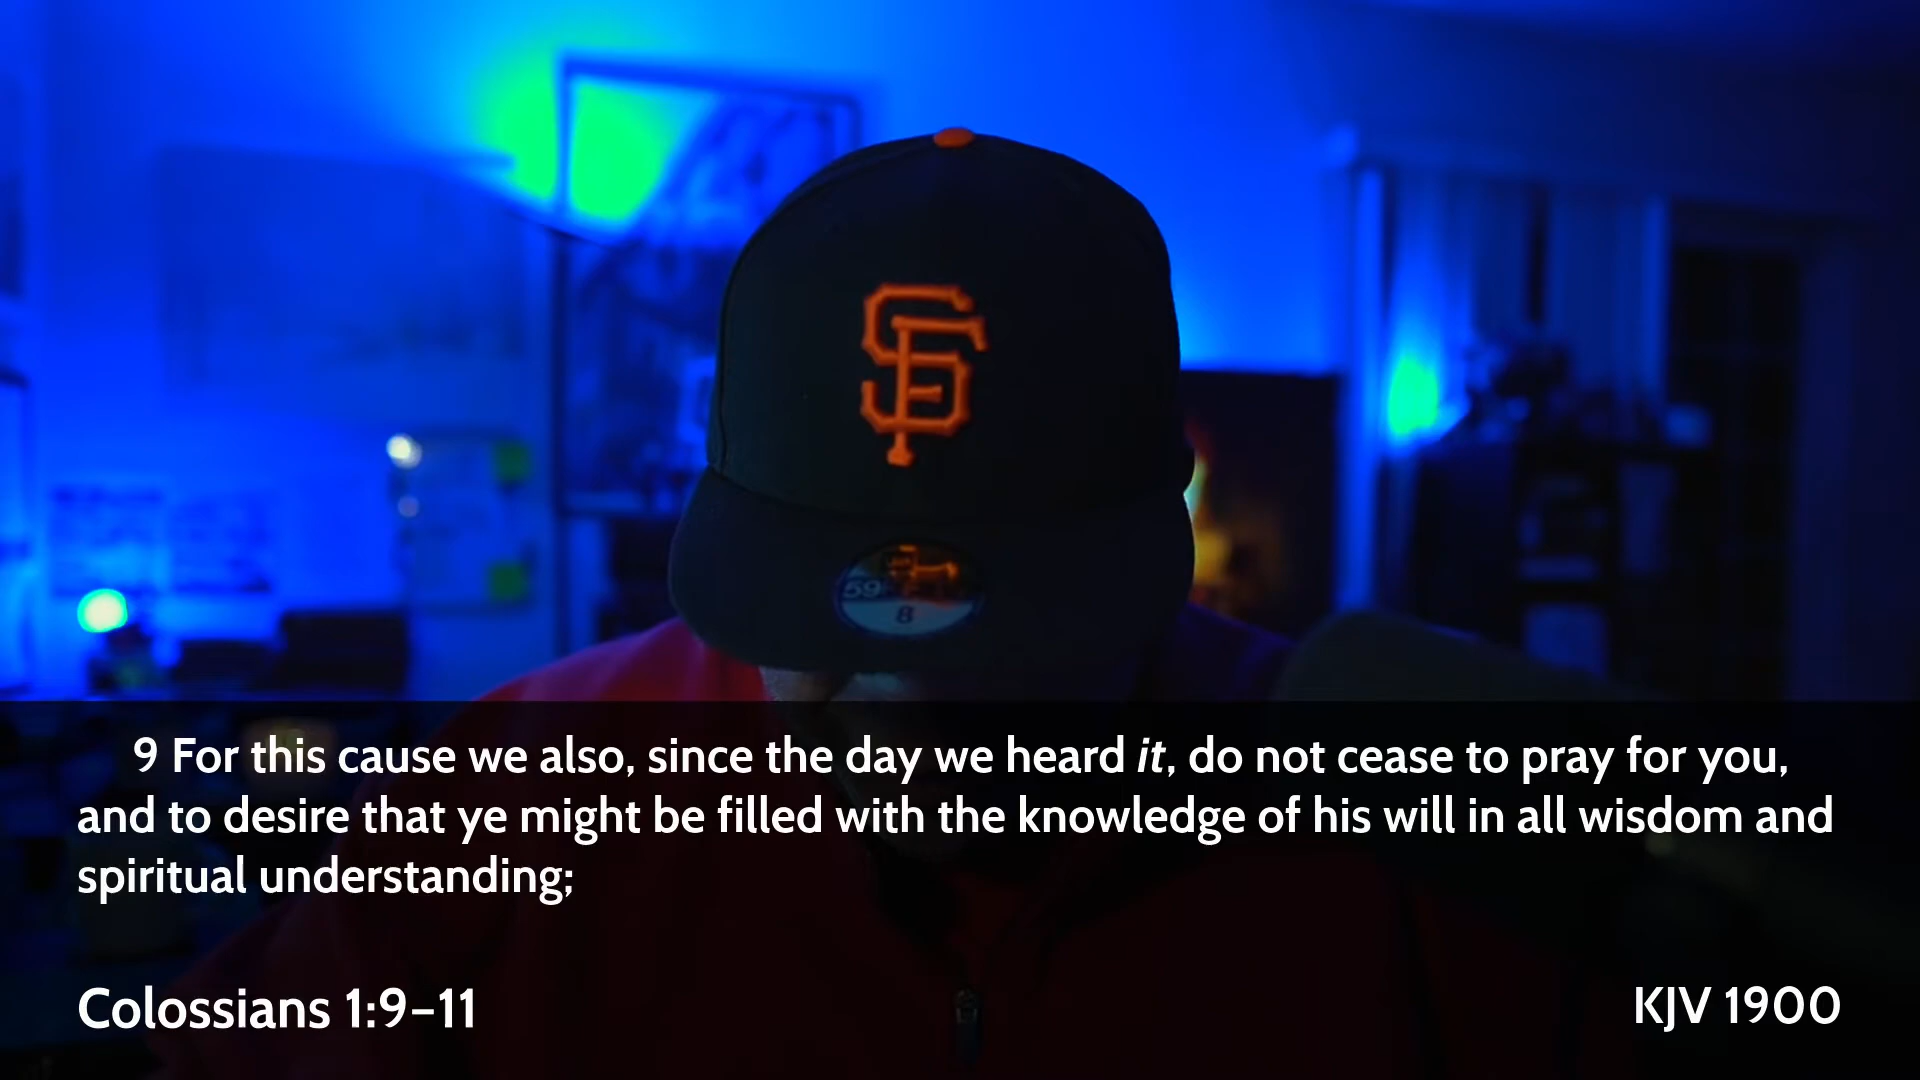 SF
59
8
9 For this cause we also, since the day we heard it, do not cease to pray for you,
and to desire that ye might be filled with the knowledge of his will in all wisdom and
spiritual understanding;
Colossians 1:9–11
KJV 1900